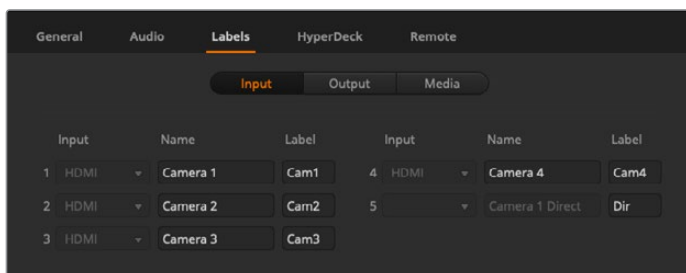 General Audio Labels HyperDeck Remote
Input Output Media
Input Name Label Input Name Label
1 HDMI Camera 1 Cam1 4 HDMI Camera 4 Cam4
2 HDMI Camera 2 Cam2 5 Camera 1 Direct Dir
3 HDMI Camera 3 Cam3